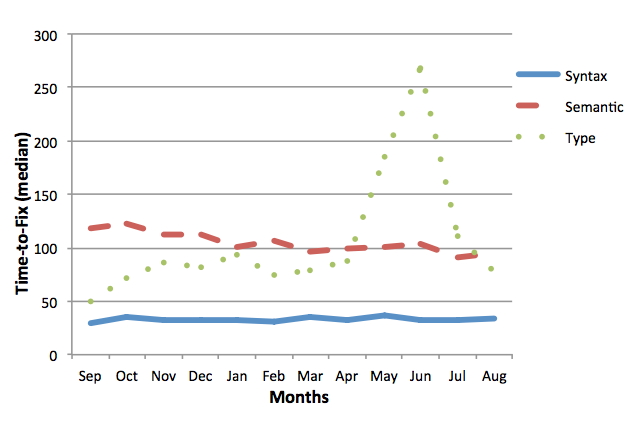 300
250
200
150
100
50
0
Time-to-Fix (median)
Sep Oct Nov Dec Jan Feb Mar Apr May Jun Jul Aug
Months
Syntax
Semantic
Type